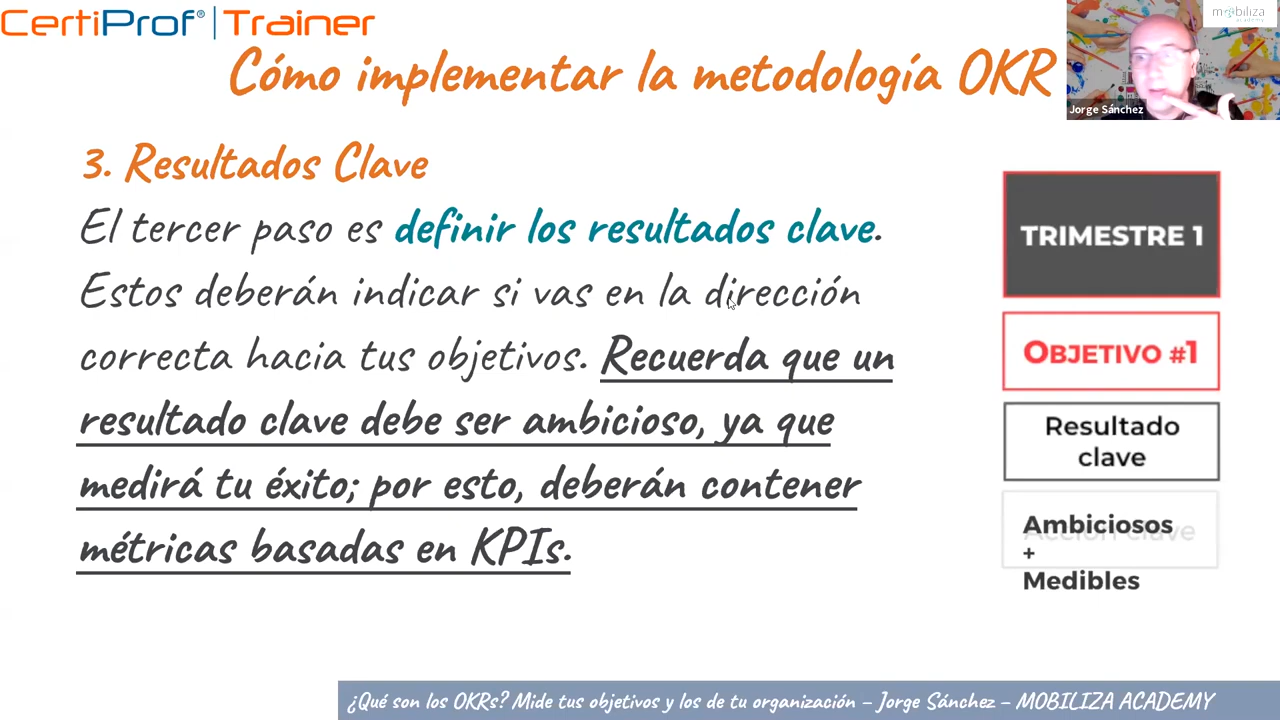 CertiProf® | Trainer
mobiliza
academy
Jorge Sánchez
Cómo implementar la metodología OKR
3. Resultados Clave
El tercer paso es definir los resultados clave.
Estos deberán indicar si vas en la dirección
correcta hacia tus objetivos. Recuerda que un
resultado clave debe ser ambicioso, ya que
medirá tu éxito; por esto, deberán contener
métricas basadas en KPIs.
TRIMESTRE 1
OBJETIVO #1
Resultado
clave
Acción clave
Ambiciosos
+
Medibles
¿Qué son los OKRs? Mide tus objetivos y los de tu organización – Jorge Sánchez – MOBILIZA ACADEMY